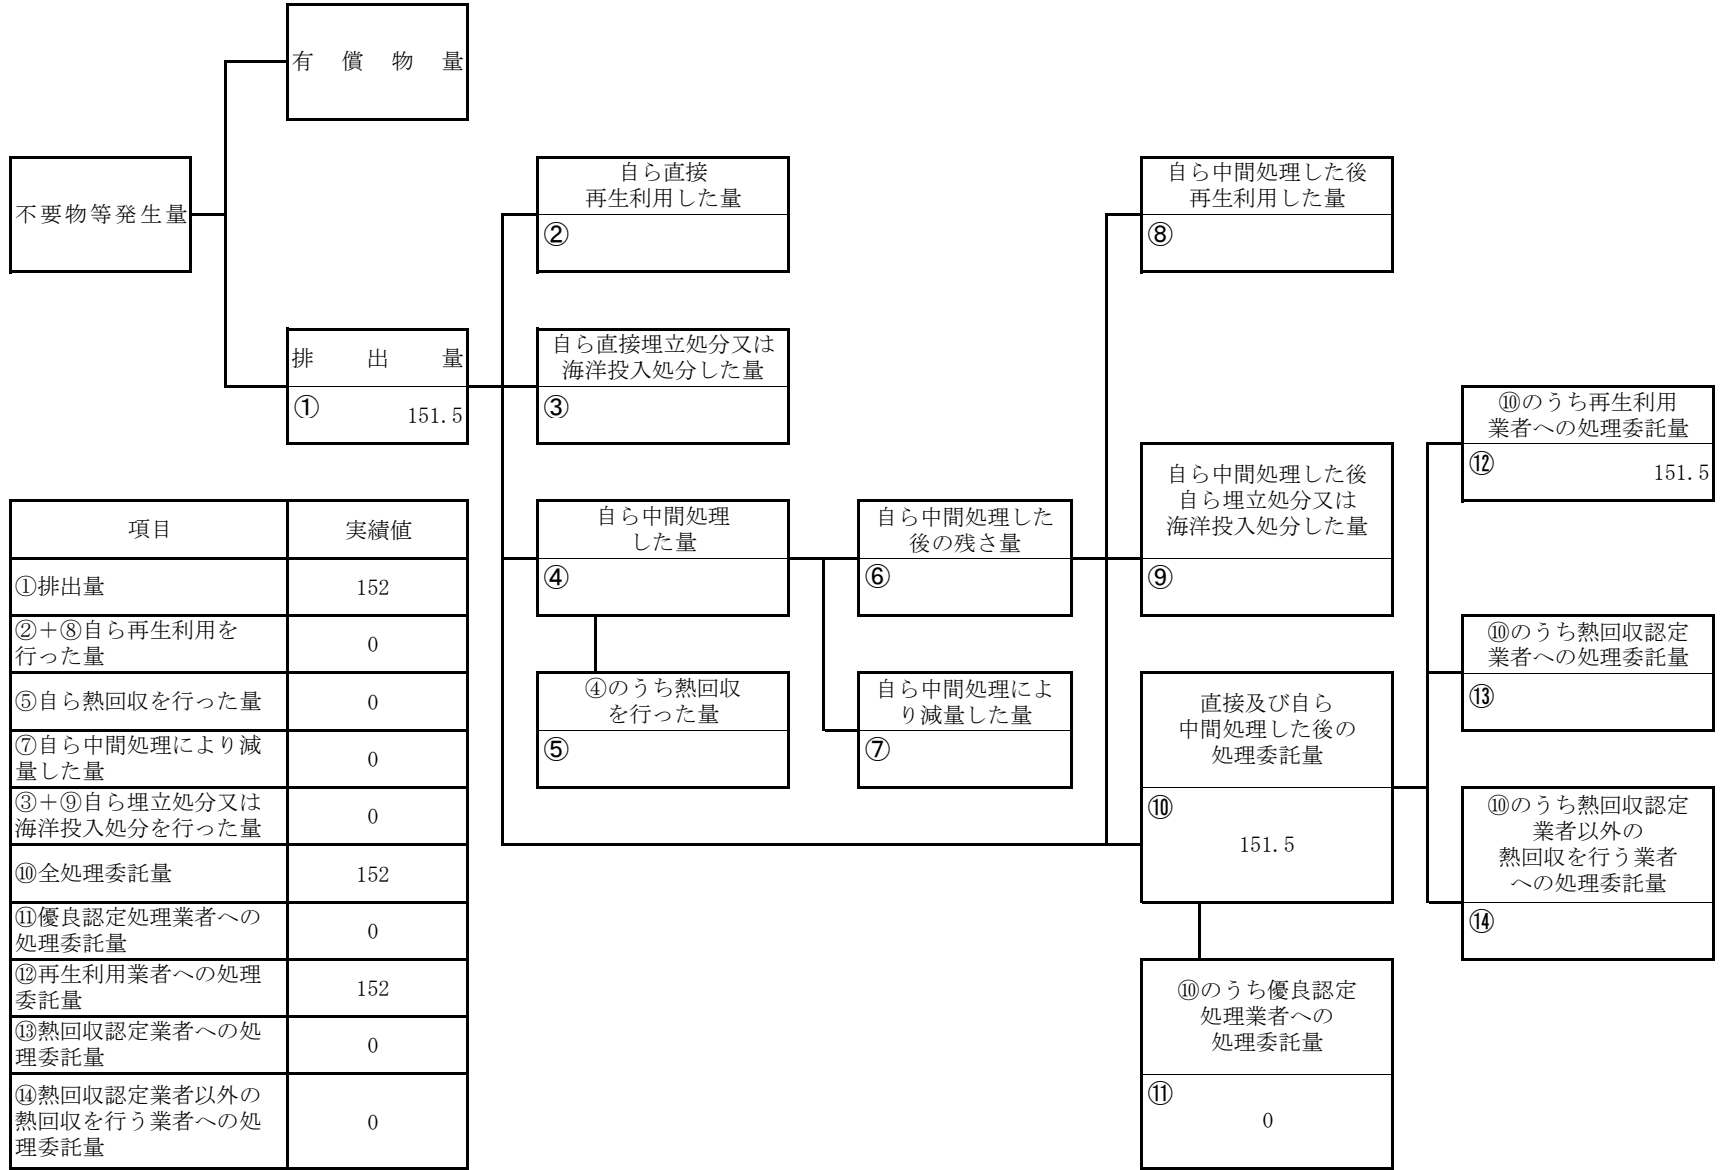 有償物量
不要物等発生量
排出量
① 151.5
自ら直接
再生利用した量
②
自ら直接埋立処分又は
海洋投入処分した量
③
自ら中間処理
した量
④
④のうち熱回収
を行った量
⑤
自ら中間処理した
後の残さ量
⑥
自ら中間処理によ
り減量した量
⑦
自ら中間処理した後
再生利用した量
⑧
自ら中間処理した後
自ら埋立処分又は
海洋投入処分した量
⑨
直接及び自ら
中間処理した後の
処理委託量
⑩
151.5
⑩のうち優良認定
処理業者への
処理委託量
⑪
0
⑩のうち再生利用
業者への処理委託量
⑫ 151.5
⑩のうち熱回収認定
業者への処理委託量
⑬
⑩のうち熱回収認定
業者以外の
熱回収を行う業者
への処理委託量
⑭
項目 実績値
①排出量 152
②＋⑧自ら再生利用を
行った量 0
⑤自ら熱回収を行った量 0
⑦自ら中間処理により減
量した量 0
③＋⑨自ら埋立処分又は
海洋投入処分を行った量 0
⑩全処理委託量 152
⑪優良認定処理業者への
処理委託量 0
⑫再生利用業者への処理
委託量 152
⑬熱回収認定業者への処
理委託量 0
⑭熱回収認定業者以外の
熱回収を行う業者への処
理委託量 0